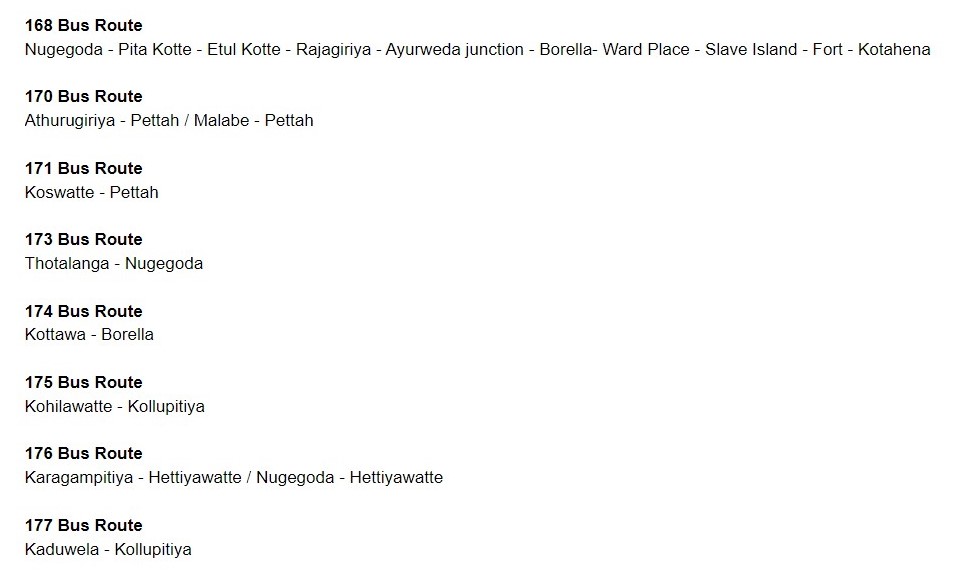 168 Bus Route
Nugegoda - Pita Kotte - Etul Kotte - Rajagiriya - Ayurweda junction - Borella- Ward Place - Slave Island - Fort - Kotahena
170 Bus Route
Athurugiriya - Pettah / Malabe - Pettah
171 Bus Route
Koswatte - Pettah
173 Bus Route
Thotalanga - Nugegoda
174 Bus Route
Kottawa - Borella
175 Bus Route
Kohilawatte - Kollupitiya
176 Bus Route
Karagampitiya - Hettiyawatte / Nugegoda - Hettiyawatte
177 Bus Route
Kaduwela - Kollupitiya